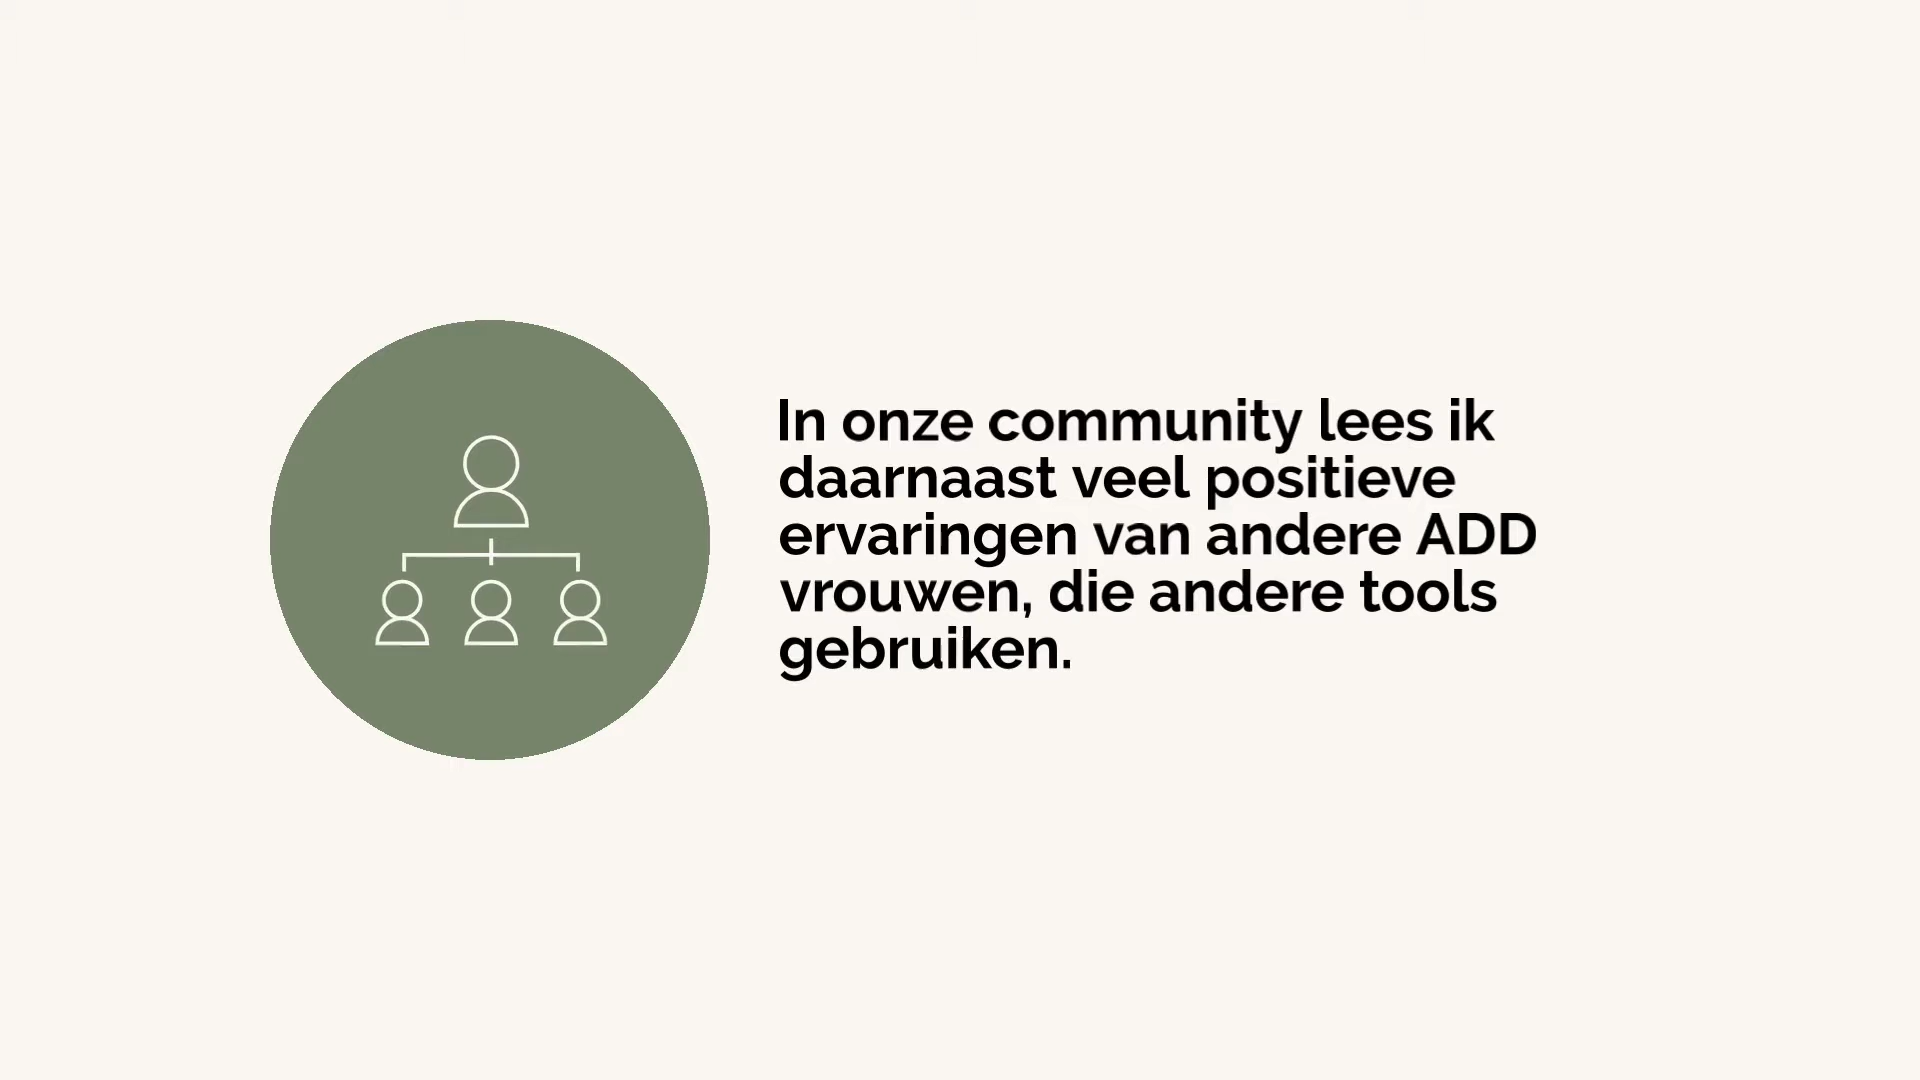 In onze community lees ik
daarnaast veel positieve
ervaringen van andere ADD
vrouwen, die andere tools
gebruiken.